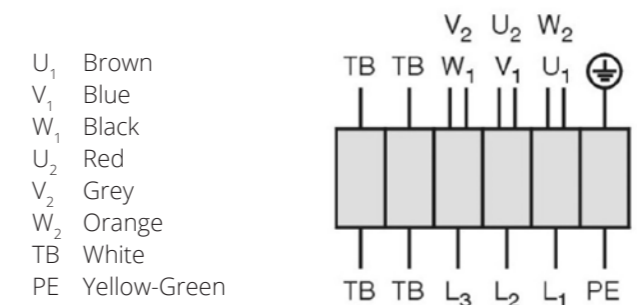 U₁ Brown
V₁ Blue
W₁ Black
U₂ Red
V₂ Grey
W₂ Orange
TB White
PE Yellow-Green
V₂ U₂ W₂
TB TB W₁ V₁ U₁
TB TB L₃ L₂ L₁ PE